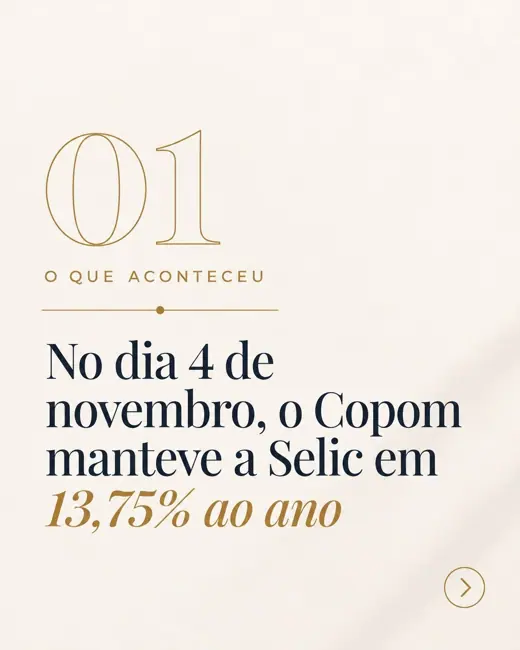 01
O QUE ACONTECEU
No dia 4 de
novembro, o Copom
manteve a Selic em
13,75% ao ano